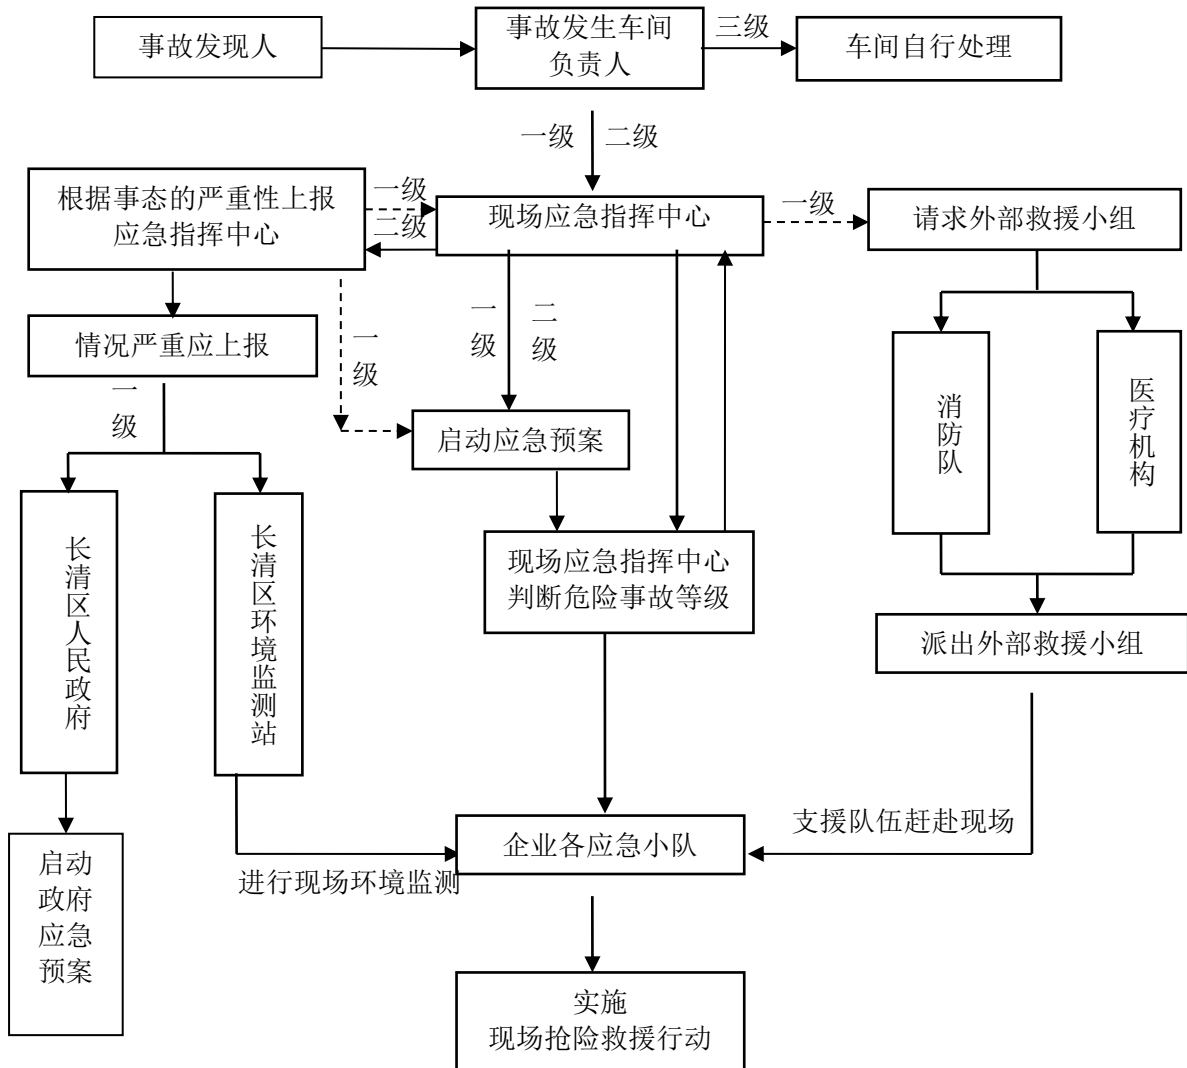 事故发现人
事故发生车间
负责人
三级
车间自行处理
一级
二级
根据事态的严重性上报
应急指挥中心
一级
二级
现场应急指挥中心
一级
请求外部救援小组
情况严重应上报
一级
一级
一级
二级
启动应急预案
消防队
医疗机构
长清区人民政府
长清区环境监测站
现场应急指挥中心
判断危险事故等级
派出外部救援小组
启动
政府
应急
预案
进行现场环境监测
企业各应急小队
支援队伍赶赴现场
实施
现场抢险救援行动